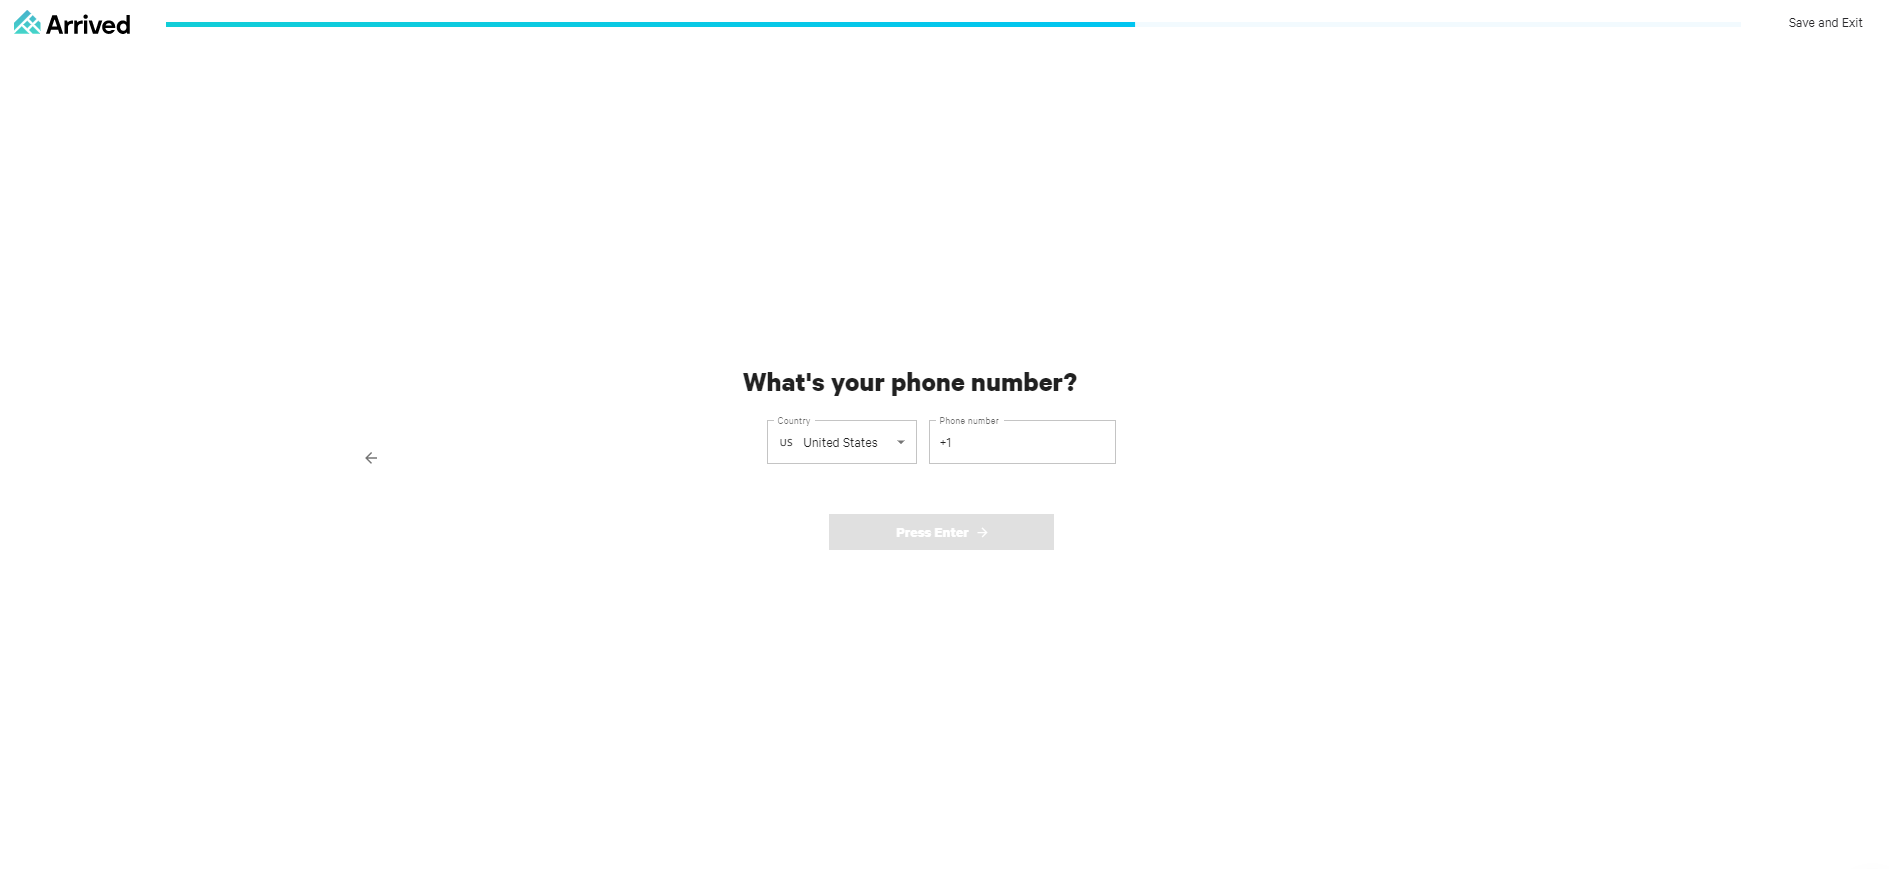 Arrived
Save and Exit
What's your phone number?
Country
Phone number
US United States
+1
Press Enter →